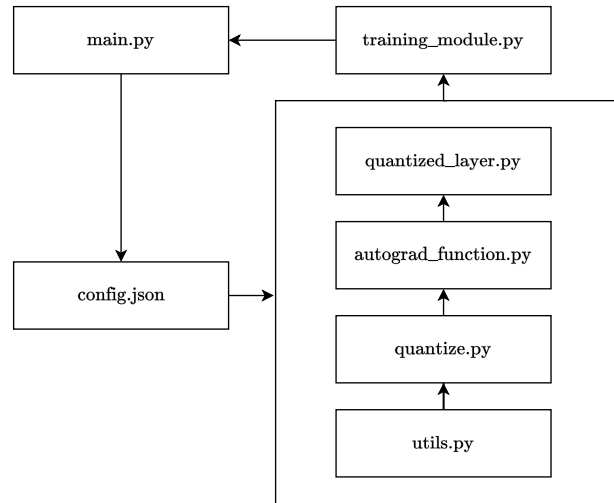 main.py
training_module.py
quantized_layer.py
autograd_function.py
config.json
quantize.py
utils.py